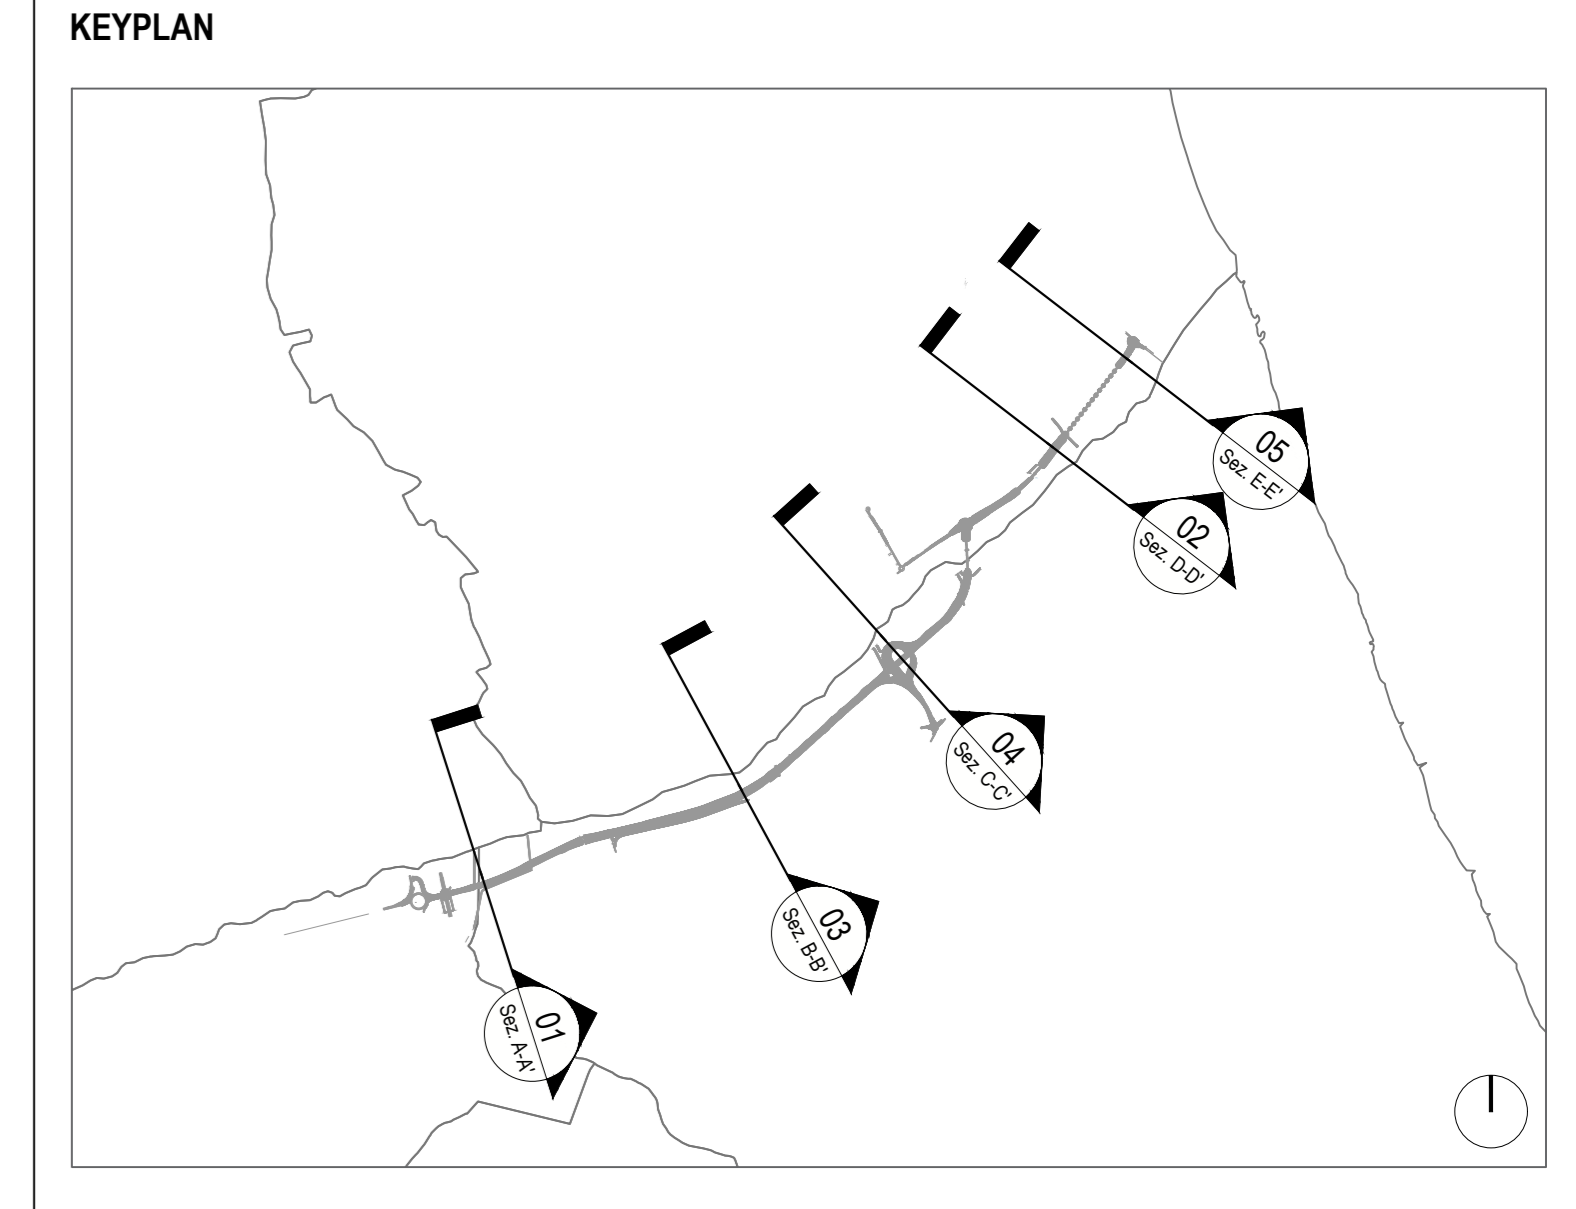 KEYPLAN
05
Sez. E-E'
02
Sez. D-D'
04
Sez. C-C'
03
Sez. B-B'
01
Sez. A-A'